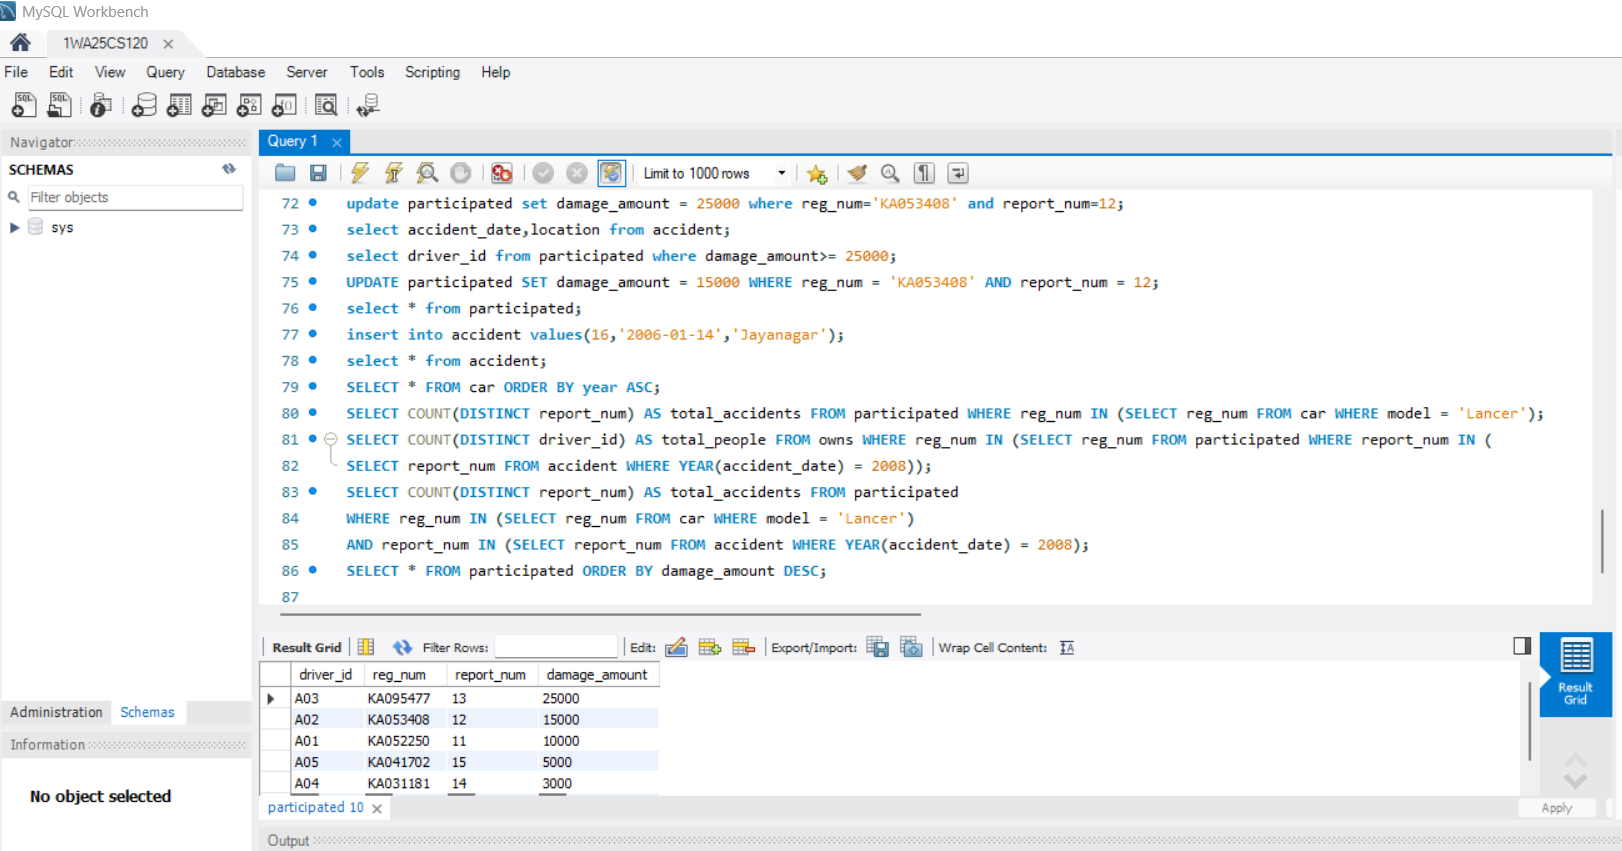 MySQL Workbench
1WA25CS120
File Edit View Query Database Server Tools Scripting Help
Navigator
Query 1
SCHEMAS
Filter objects
sys
Limit to 1000 rows
72 update participated set damage_amount = 25000 where reg_num='KA053408' and report_num=12;
73 select accident_date,location from accident;
74 select driver_id from participated where damage_amount>= 25000;
75 UPDATE participated SET damage_amount = 15000 WHERE reg_num = 'KA053408' AND report_num = 12;
76 select * from participated;
77 insert into accident values(16,'2006-01-14','Jayanagar');
78 select * from accident;
79 SELECT * FROM car ORDER BY year ASC;
80 SELECT COUNT(DISTINCT report_num) AS total_accidents FROM participated WHERE reg_num IN (SELECT reg_num FROM car WHERE model = 'Lancer');
81 SELECT COUNT(DISTINCT driver_id) AS total_people FROM owns WHERE reg_num IN (SELECT reg_num FROM participated WHERE report_num IN (
82 SELECT report_num FROM accident WHERE YEAR(accident_date) = 2008));
83 SELECT COUNT(DISTINCT report_num) AS total_accidents FROM participated
84 WHERE reg_num IN (SELECT reg_num FROM car WHERE model = 'Lancer')
85 AND report_num IN (SELECT report_num FROM accident WHERE YEAR(accident_date) = 2008);
86 SELECT * FROM participated ORDER BY damage_amount DESC;
87
Result Grid Filter Rows: Edit: Export/Import: Wrap Cell Content:
driver_id reg_num report_num damage_amount
A03 KA095477 13 25000
A02 KA053408 12 15000
A01 KA052250 11 10000
A05 KA041702 15 5000
A04 KA031181 14 3000
Result
Grid
Administration Schemas
Information
No object selected
participated 10
Apply
Output